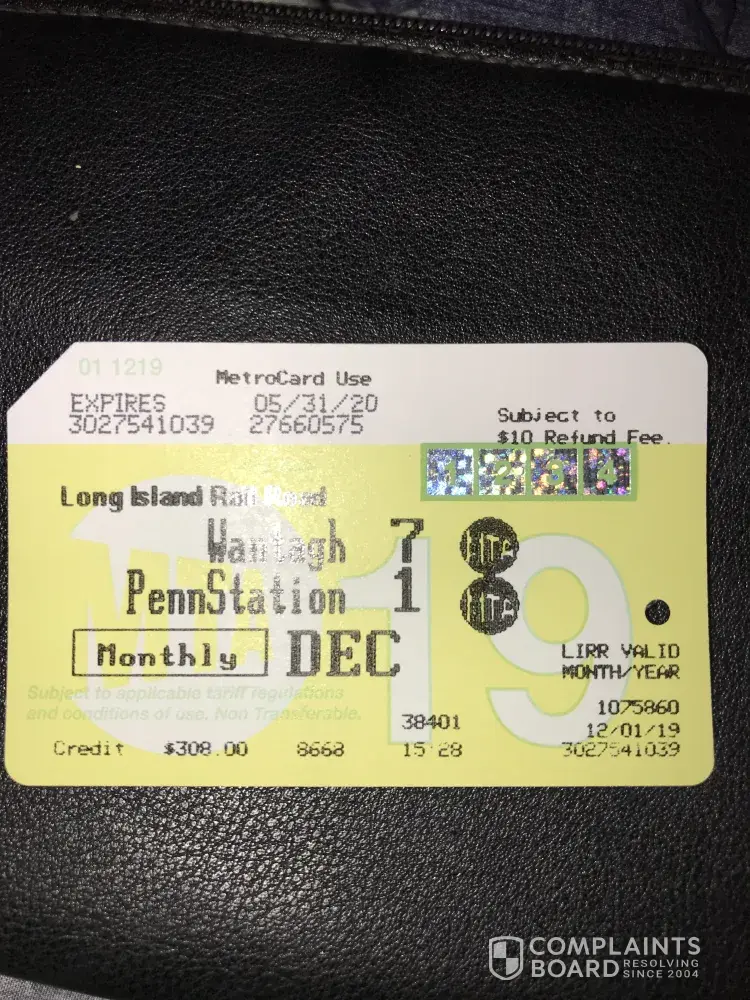 01 1219
MetroCard Use
EXPIRES 05/31/20
3027541039 27660575
Subject to
$10 Refund Fee.
1 2 3 4
Long Island Rail Road
Wantagh 7 MTA
PennStation 1 MTA
MTA 19
Monthly DEC
LIRR VALID
MONTH/YEAR
Subject to applicable tariff regulations
and conditions of use. Non Transferable.
1075860
38401 12/01/19
Credit $308.00 8668 15:28 3027541039
COMPLAINTS
BOARD RESOLVING
SINCE 2004